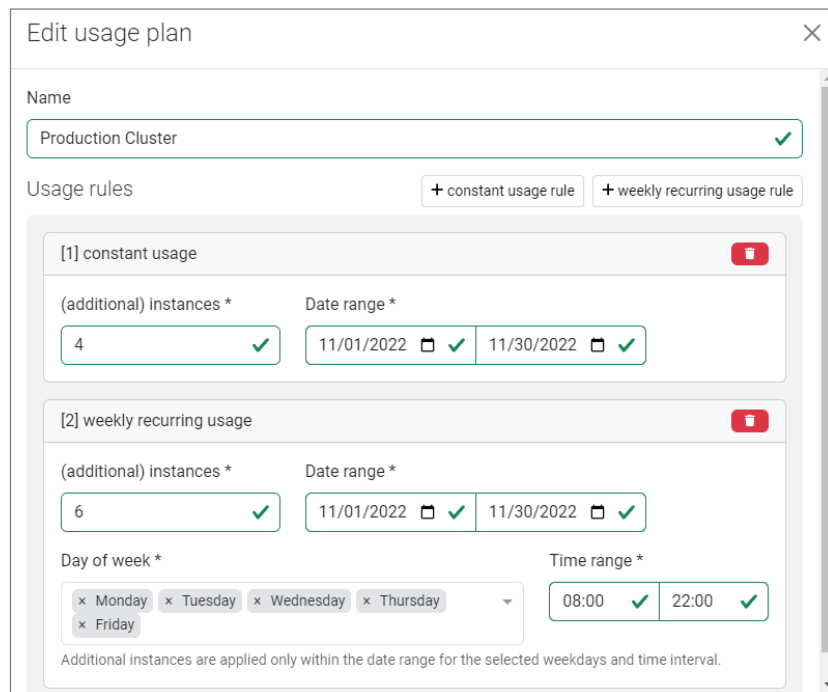 Edit usage plan
Name
Production Cluster
Usage rules + constant usage rule + weekly recurring usage rule
[1] constant usage
(additional) instances * Date range *
4 11/01/2022 11/30/2022
[2] weekly recurring usage
(additional) instances * Date range *
6 11/01/2022 11/30/2022
Day of week * Time range *
× Monday × Tuesday × Wednesday × Thursday 08:00 22:00
× Friday
Additional instances are applied only within the date range for the selected weekdays and time interval.